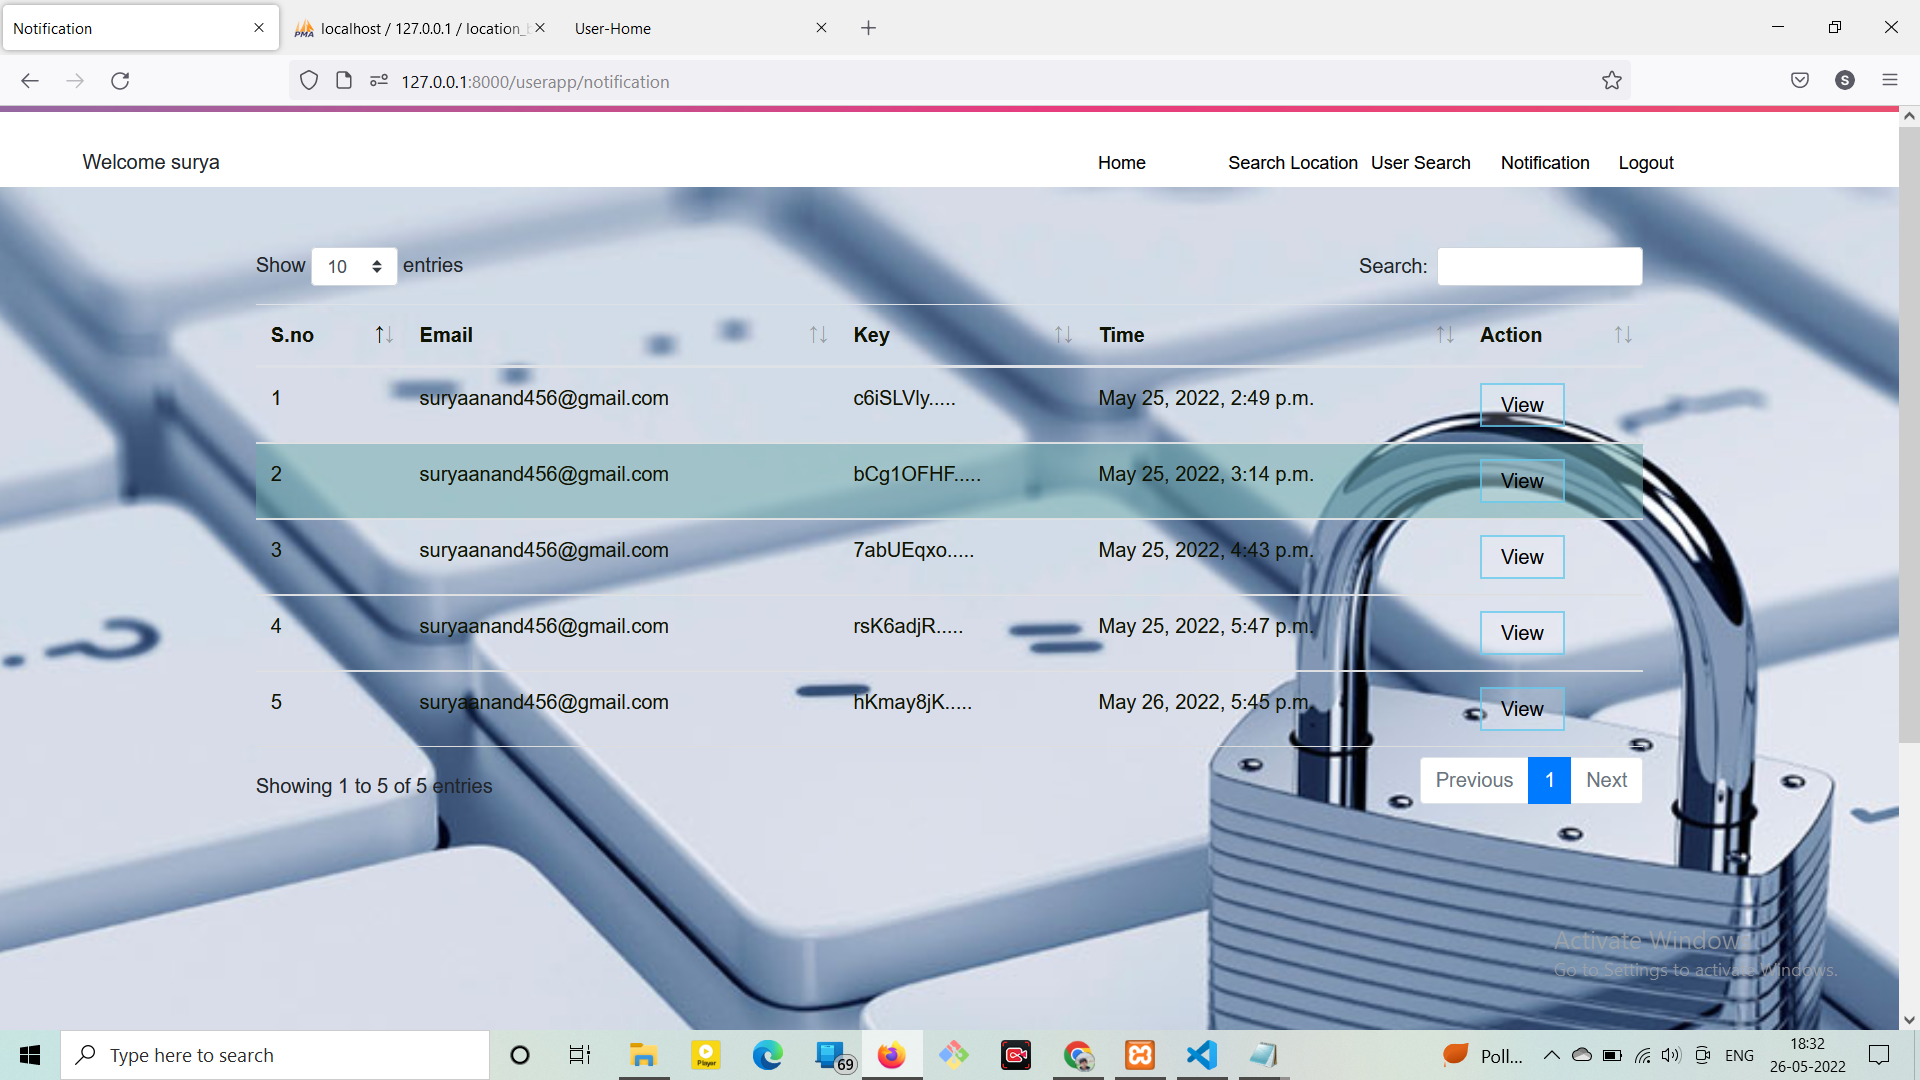 Notification
localhost / 127.0.0.1 / location_b
User-Home
127.0.0.1:8000/userapp/notification
S
Welcome surya
Home Search Location User Search Notification Logout
Show 10 entries Search:
S.no Email Key Time Action
1 suryaanand456@gmail.com c6iSLVly..... May 25, 2022, 2:49 p.m. View
2 suryaanand456@gmail.com bCg1OFHF..... May 25, 2022, 3:14 p.m. View
3 suryaanand456@gmail.com 7abUEqxo..... May 25, 2022, 4:43 p.m. View
4 suryaanand456@gmail.com rsK6adjR..... May 25, 2022, 5:47 p.m. View
5 suryaanand456@gmail.com hKmay8jK..... May 26, 2022, 5:45 p.m. View
Showing 1 to 5 of 5 entries Previous 1 Next
Activate Windows
Go to Settings to activate Windows.
Type here to search
Player
69
Poll...
ENG
18:32
26-05-2022